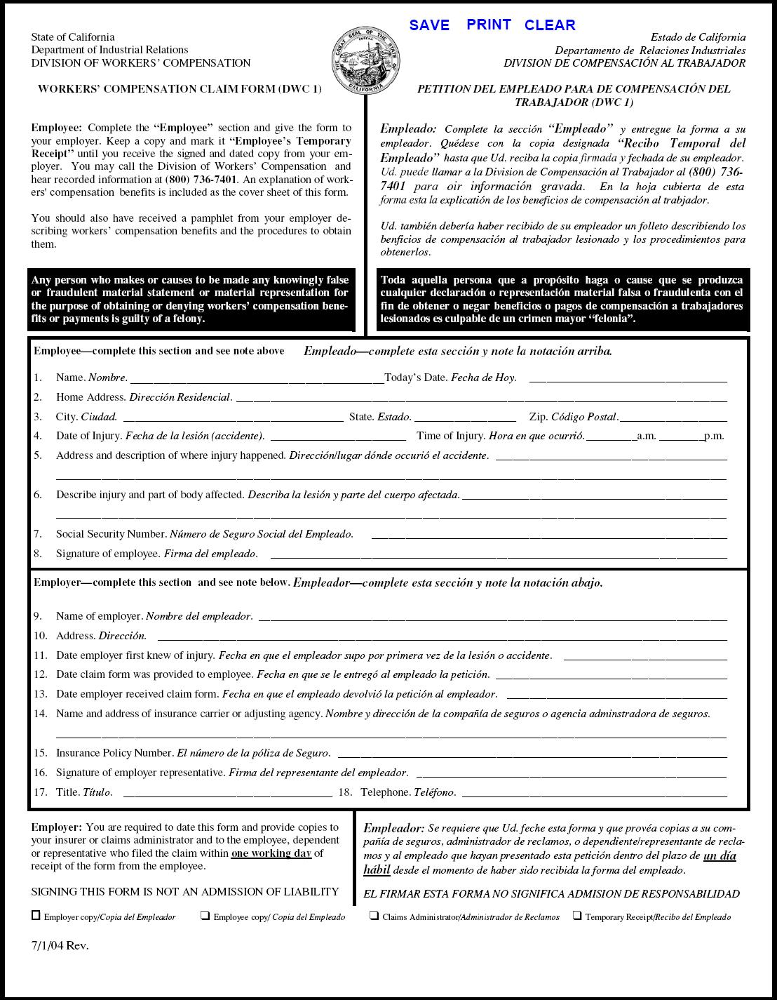 SAVE PRINT CLEAR
State of California
Department of Industrial Relations
DIVISION OF WORKERS' COMPENSATION
Estado de California
Departamento de Relaciones Industriales
DIVISION DE COMPENSACIÓN AL TRABAJADOR
THE GREAT SEAL OF THE STATE OF CALIFORNIA
EUREKA
WORKERS' COMPENSATION CLAIM FORM (DWC 1)
PETITION DEL EMPLEADO PARA DE COMPENSACIÓN DEL
TRABAJADOR (DWC 1)
Employee: Complete the “Employee” section and give the form to
your employer. Keep a copy and mark it “Employee's Temporary
Receipt” until you receive the signed and dated copy from your em-
ployer. You may call the Division of Workers' Compensation and
hear recorded information at (800) 736-7401. An explanation of work-
ers' compensation benefits is included as the cover sheet of this form.
You should also have received a pamphlet from your employer de-
scribing workers' compensation benefits and the procedures to obtain
them.
Empleado: Complete la sección “Empleado” y entregue la forma a su
empleador. Quédese con la copia designada “Recibo Temporal del
Empleado” hasta que Ud. reciba la copia firmada y fechada de su empleador.
Ud. puede llamar a la Division de Compensación al Trabajador al (800) 736-
7401 para oir información gravada. En la hoja cubierta de esta
forma esta la explicatión de los beneficios de compensación al trabjador.
Ud. también debería haber recibido de su empleador un folleto describiendo los
benficios de compensación al trabajador lesionado y los procedimientos para
obtenerlos.
Any person who makes or causes to be made any knowingly false
or fraudulent material statement or material representation for
the purpose of obtaining or denying workers' compensation bene-
fits or payments is guilty of a felony.
Toda aquella persona que a propósito haga o cause que se produzca
cualquier declaración o representación material falsa o fraudulenta con el
fin de obtener o negar beneficios o pagos de compensación a trabajadores
lesionados es culpable de un crimen mayor “felonia”.
Employee—complete this section and see note above Empleado—complete esta sección y note la notación arriba.
1. Name. Nombre. Today's Date. Fecha de Hoy.
2. Home Address. Dirección Residencial.
3. City. Ciudad. State. Estado. Zip. Código Postal.
4. Date of Injury. Fecha de la lesión (accidente). Time of Injury. Hora en que ocurrió. a.m. p.m.
5. Address and description of where injury happened. Dirección/lugar dónde occurió el accidente.
6. Describe injury and part of body affected. Describa la lesión y parte del cuerpo afectada.
7. Social Security Number. Número de Seguro Social del Empleado.
8. Signature of employee. Firma del empleado.
Employer—complete this section and see note below. Empleador—complete esta sección y note la notación abajo.
9. Name of employer. Nombre del empleador.
10. Address. Dirección.
11. Date employer first knew of injury. Fecha en que el empleador supo por primera vez de la lesión o accidente.
12. Date claim form was provided to employee. Fecha en que se le entregó al empleado la petición.
13. Date employer received claim form. Fecha en que el empleado devolvió la petición al empleador.
14. Name and address of insurance carrier or adjusting agency. Nombre y dirección de la compañía de seguros o agencia adminstradora de seguros.
15. Insurance Policy Number. El número de la póliza de Seguro.
16. Signature of employer representative. Firma del representante del empleador.
17. Title. Título. 18. Telephone. Teléfono.
Employer: You are required to date this form and provide copies to
your insurer or claims administrator and to the employee, dependent
or representative who filed the claim within one working day of
receipt of the form from the employee.
SIGNING THIS FORM IS NOT AN ADMISSION OF LIABILITY
Empleador: Se requiere que Ud. feche esta forma y que provéa copias a su com-
pañía de seguros, administrador de reclamos, o dependiente/representante de recla-
mos y al empleado que hayan presentado esta petición dentro del plazo de un día
hábil desde el momento de haber sido recibida la forma del empleado.
EL FIRMAR ESTA FORMA NO SIGNIFICA ADMISION DE RESPONSABILIDAD
Employer copy/Copia del Empleador Employee copy/ Copia del Empleado Claims Administrator/Administrador de Reclamos Temporary Receipt/Recibo del Empleado
7/1/04 Rev.